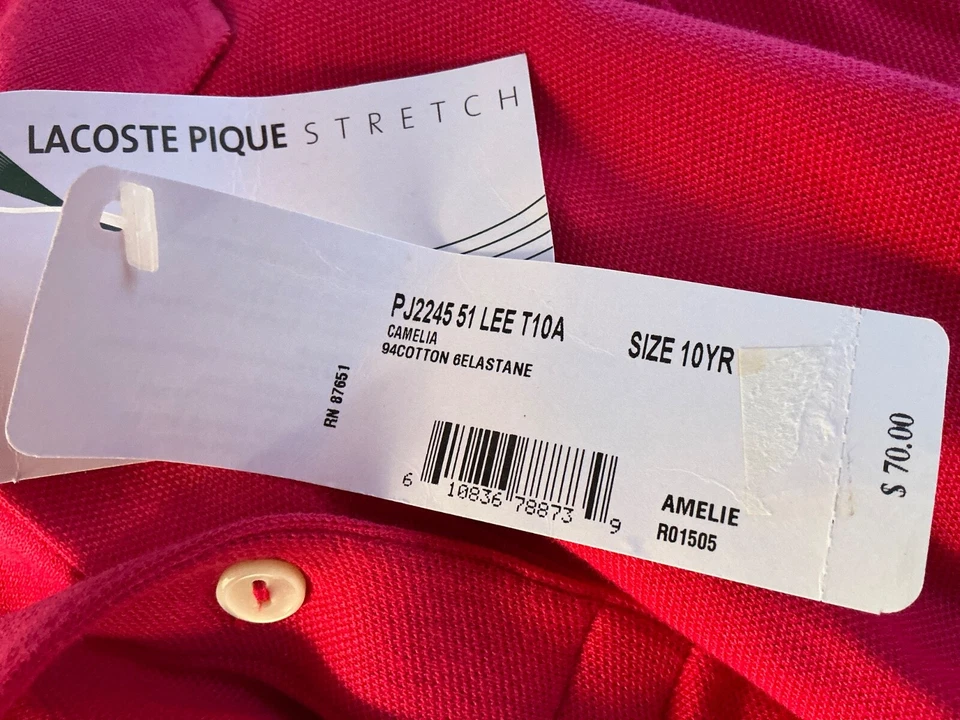 LACOSTE PIQUE STRETCH
PJ2245 51 LEE T10A
CAMELIA
94COTTON 6ELASTANE
SIZE 10YR
RN 87651
6 10836 78873 9
AMELIE
R01505
$ 70.00